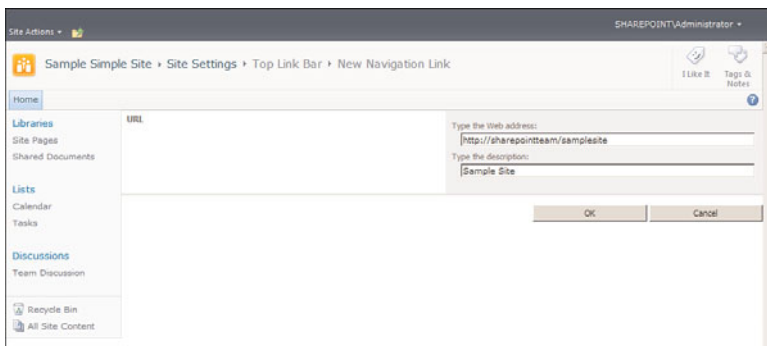 SHAREPOINT\Administrator
Site Actions
Sample Simple Site › Site Settings › Top Link Bar › New Navigation Link
I Like It
Tags & Notes
Home
Libraries
Site Pages
Shared Documents
Lists
Calendar
Tasks
Discussions
Team Discussion
Recycle Bin
All Site Content
URL
Type the Web address:
http://sharepointteam/samplesite
Type the description:
Sample Site
OK
Cancel